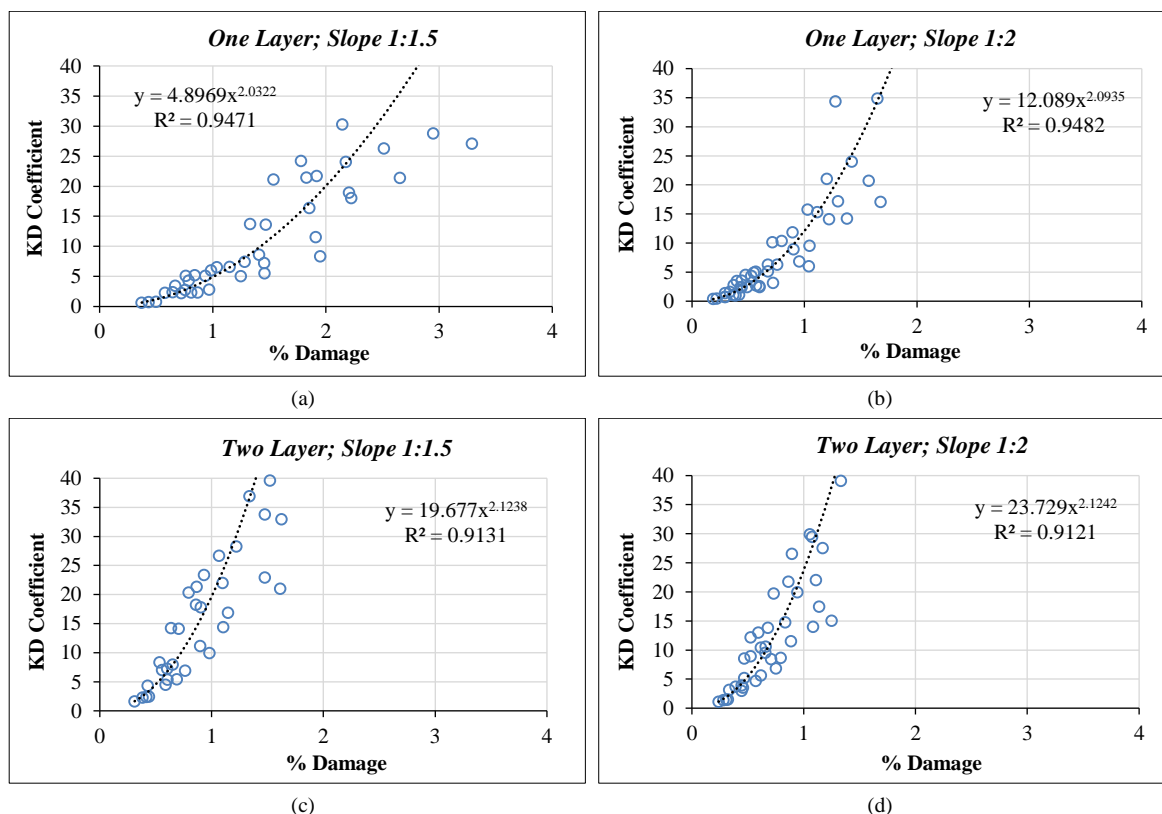 One Layer; Slope 1:1.5
40
35
30
25
20
15
10
5
0
KD Coefficient
y = 4.8969x^2.0322
R² = 0.9471
0 1 2 3 4
% Damage
(a)
One Layer; Slope 1:2
40
35
30
25
20
15
10
5
0
KD Coefficient
y = 12.089x^2.0935
R² = 0.9482
0 1 2 3 4
% Damage
(b)
Two Layer; Slope 1:1.5
40
35
30
25
20
15
10
5
0
KD Coefficient
y = 19.677x^2.1238
R² = 0.9131
0 1 2 3 4
% Damage
(c)
Two Layer; Slope 1:2
40
35
30
25
20
15
10
5
0
KD Coefficient
y = 23.729x^2.1242
R² = 0.9121
0 1 2 3 4
% Damage
(d)